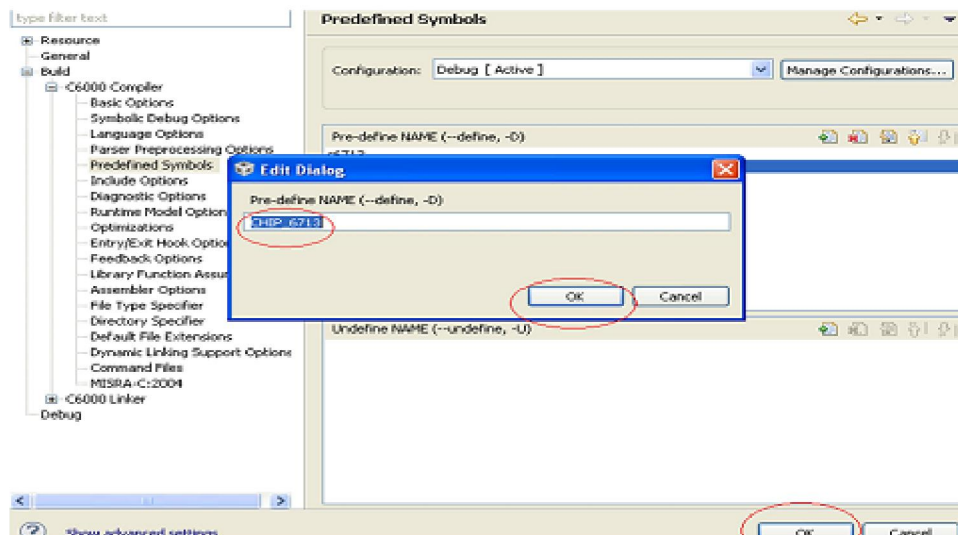 type filter text
Predefined Symbols
Resource
General
Build
C6000 Compiler
Basic Options
Symbolic Debug Options
Language Options
Parser Preprocessing Options
Predefined Symbols
Include Options
Diagnostic Options
Runtime Model Option
Optimizations
Entry/Exit Hook Optio
Feedback Options
Library Function Assu
Assembler Options
File Type Specifier
Directory Specifier
Default File Extensions
Dynamic Linking Support Options
Command Files
MISRA-C:2004
C6000 Linker
Debug
Configuration: Debug [ Active ]
Manage Configurations...
Pre-define NAME (--define, -D)
Edit Dialog
Pre-define NAME (--define, -D)
CHIP_6713
OK Cancel
Undefine NAME (--undefine, -U)
Show advanced settings
OK Cancel